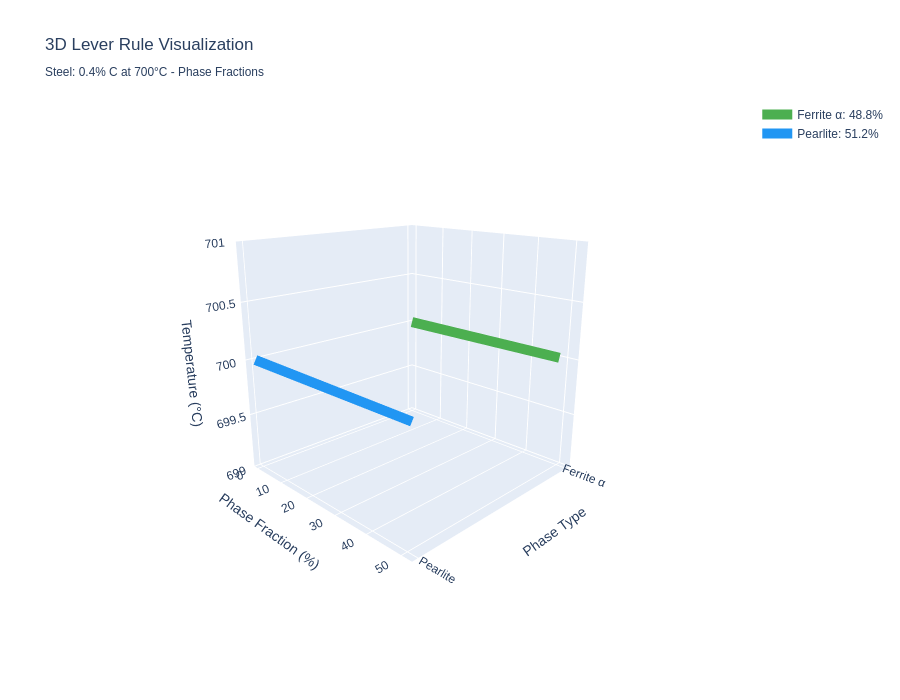 3D Lever Rule Visualization
Steel: 0.4% C at 700°C - Phase Fractions
Ferrite α: 48.8%
Pearlite: 51.2%
701
700.5
700
699.5
699
Temperature (°C)
0
10
20
30
40
50
Phase Fraction (%)
Ferrite α
Pearlite
Phase Type